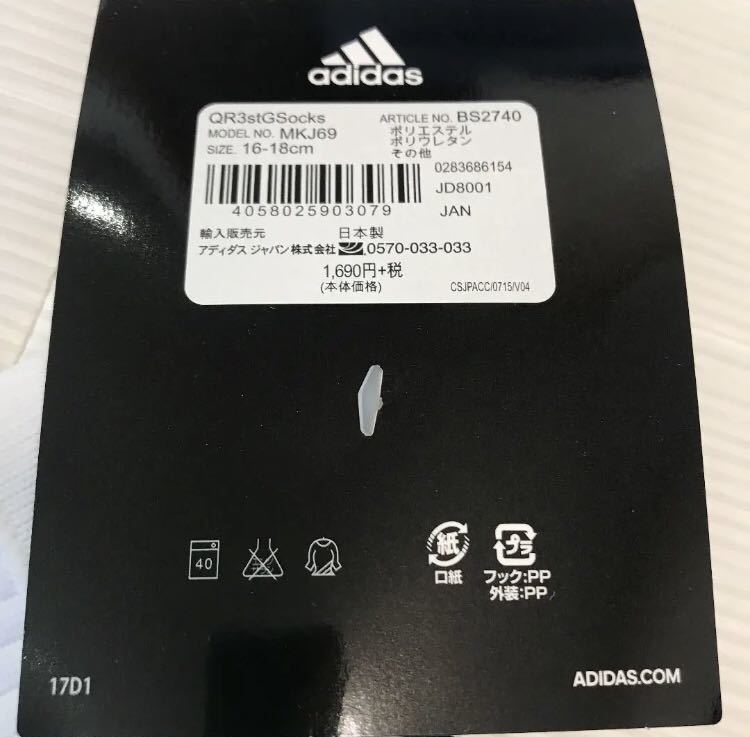 adidas
QR3stGSocks ARTICLE NO. BS2740
MODEL NO. MKJ69 ポリエステル
SIZE. 16-18cm ポリウレタン
その他
0283686154
JD8001
4058025903079 JAN
輸入販売元 日本製
アディダス ジャパン株式会社 0570-033-033
1,690円+税
(本体価格) CSJPACC/0715/V04
40
紙 プラ
口紙 フック:PP
外装:PP
17D1 ADIDAS.COM